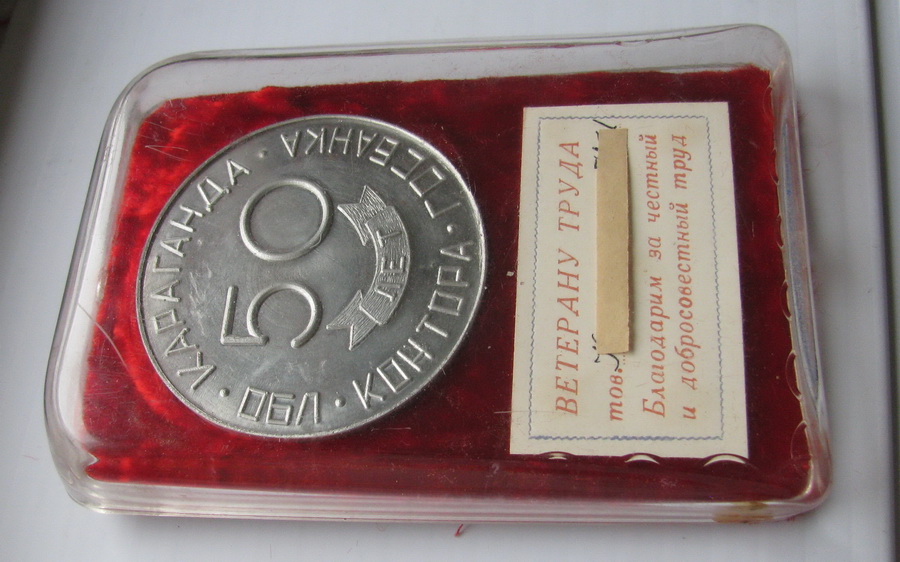 КАРАГАНДА · ОБЛ · КОНТОРА · ГОСБАНКА ·
50
ЛЕТ
ВЕТЕРАНУ ТРУДА
тов.
Благодарим за честный
и добросовестный труд